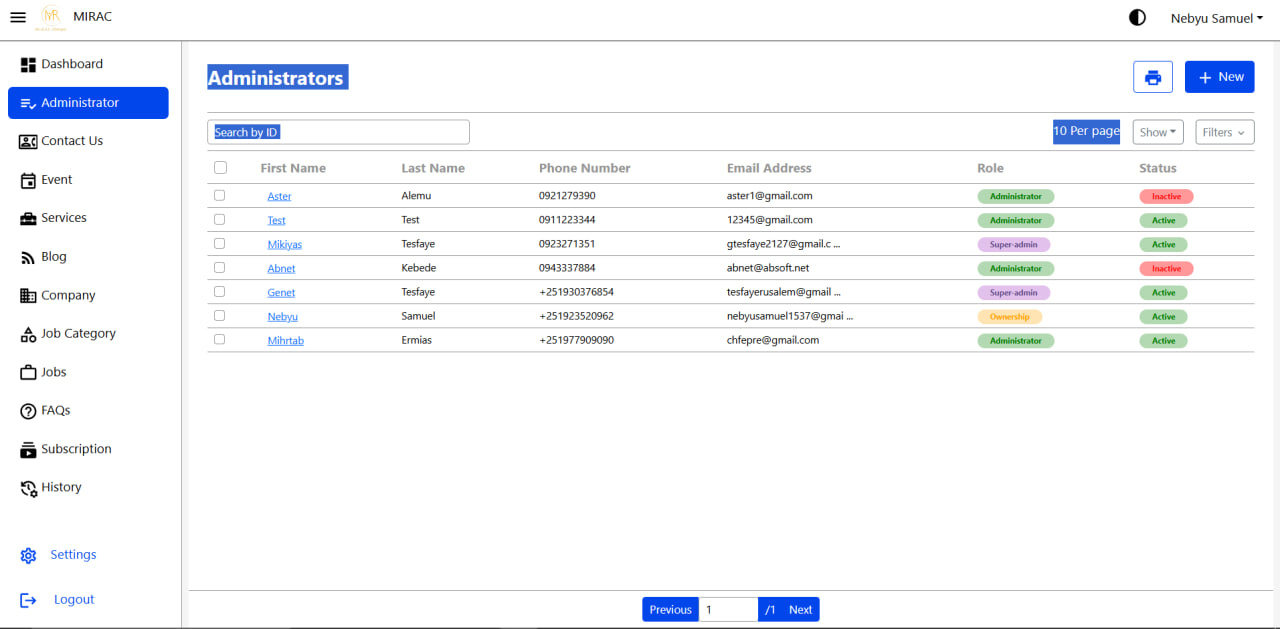 MIRAC
Nebyu Samuel
Dashboard
Administrator
Contact Us
Event
Services
Blog
Company
Job Category
Jobs
FAQs
Subscription
History
Settings
Logout
Administrators
New
Search by ID
10 Per page
Show
Filters
First Name Last Name Phone Number Email Address Role Status
Aster Alemu 0921279390 aster1@gmail.com Administrator Inactive
Test Test 0911223344 12345@gmail.com Administrator Active
Mikiyas Tesfaye 0923271351 gtesfaye2127@gmail.c ... Super-admin Active
Abnet Kebede 0943337884 abnet@absoft.net Administrator Inactive
Genet Tesfaye +251930376854 tesfayerusalem@gmail ... Super-admin Active
Nebyu Samuel +251923520962 nebyusamuel1537@gmai ... Ownership Active
Mihrtab Ermias +251977909090 chfepre@gmail.com Administrator Active
Previous 1 /1 Next